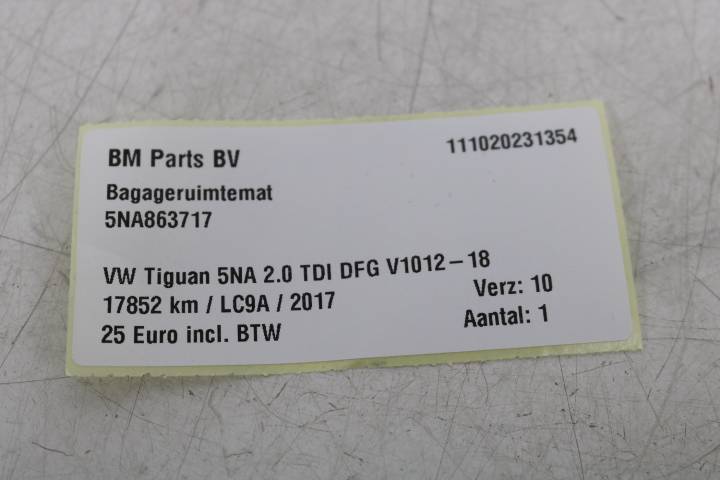 BM Parts BV
111020231354
Bagageruimtemat
5NA863717
VW Tiguan 5NA 2.0 TDI DFG V1012-18
17852 km / LC9A / 2017
Verz: 10
25 Euro incl. BTW
Aantal: 1